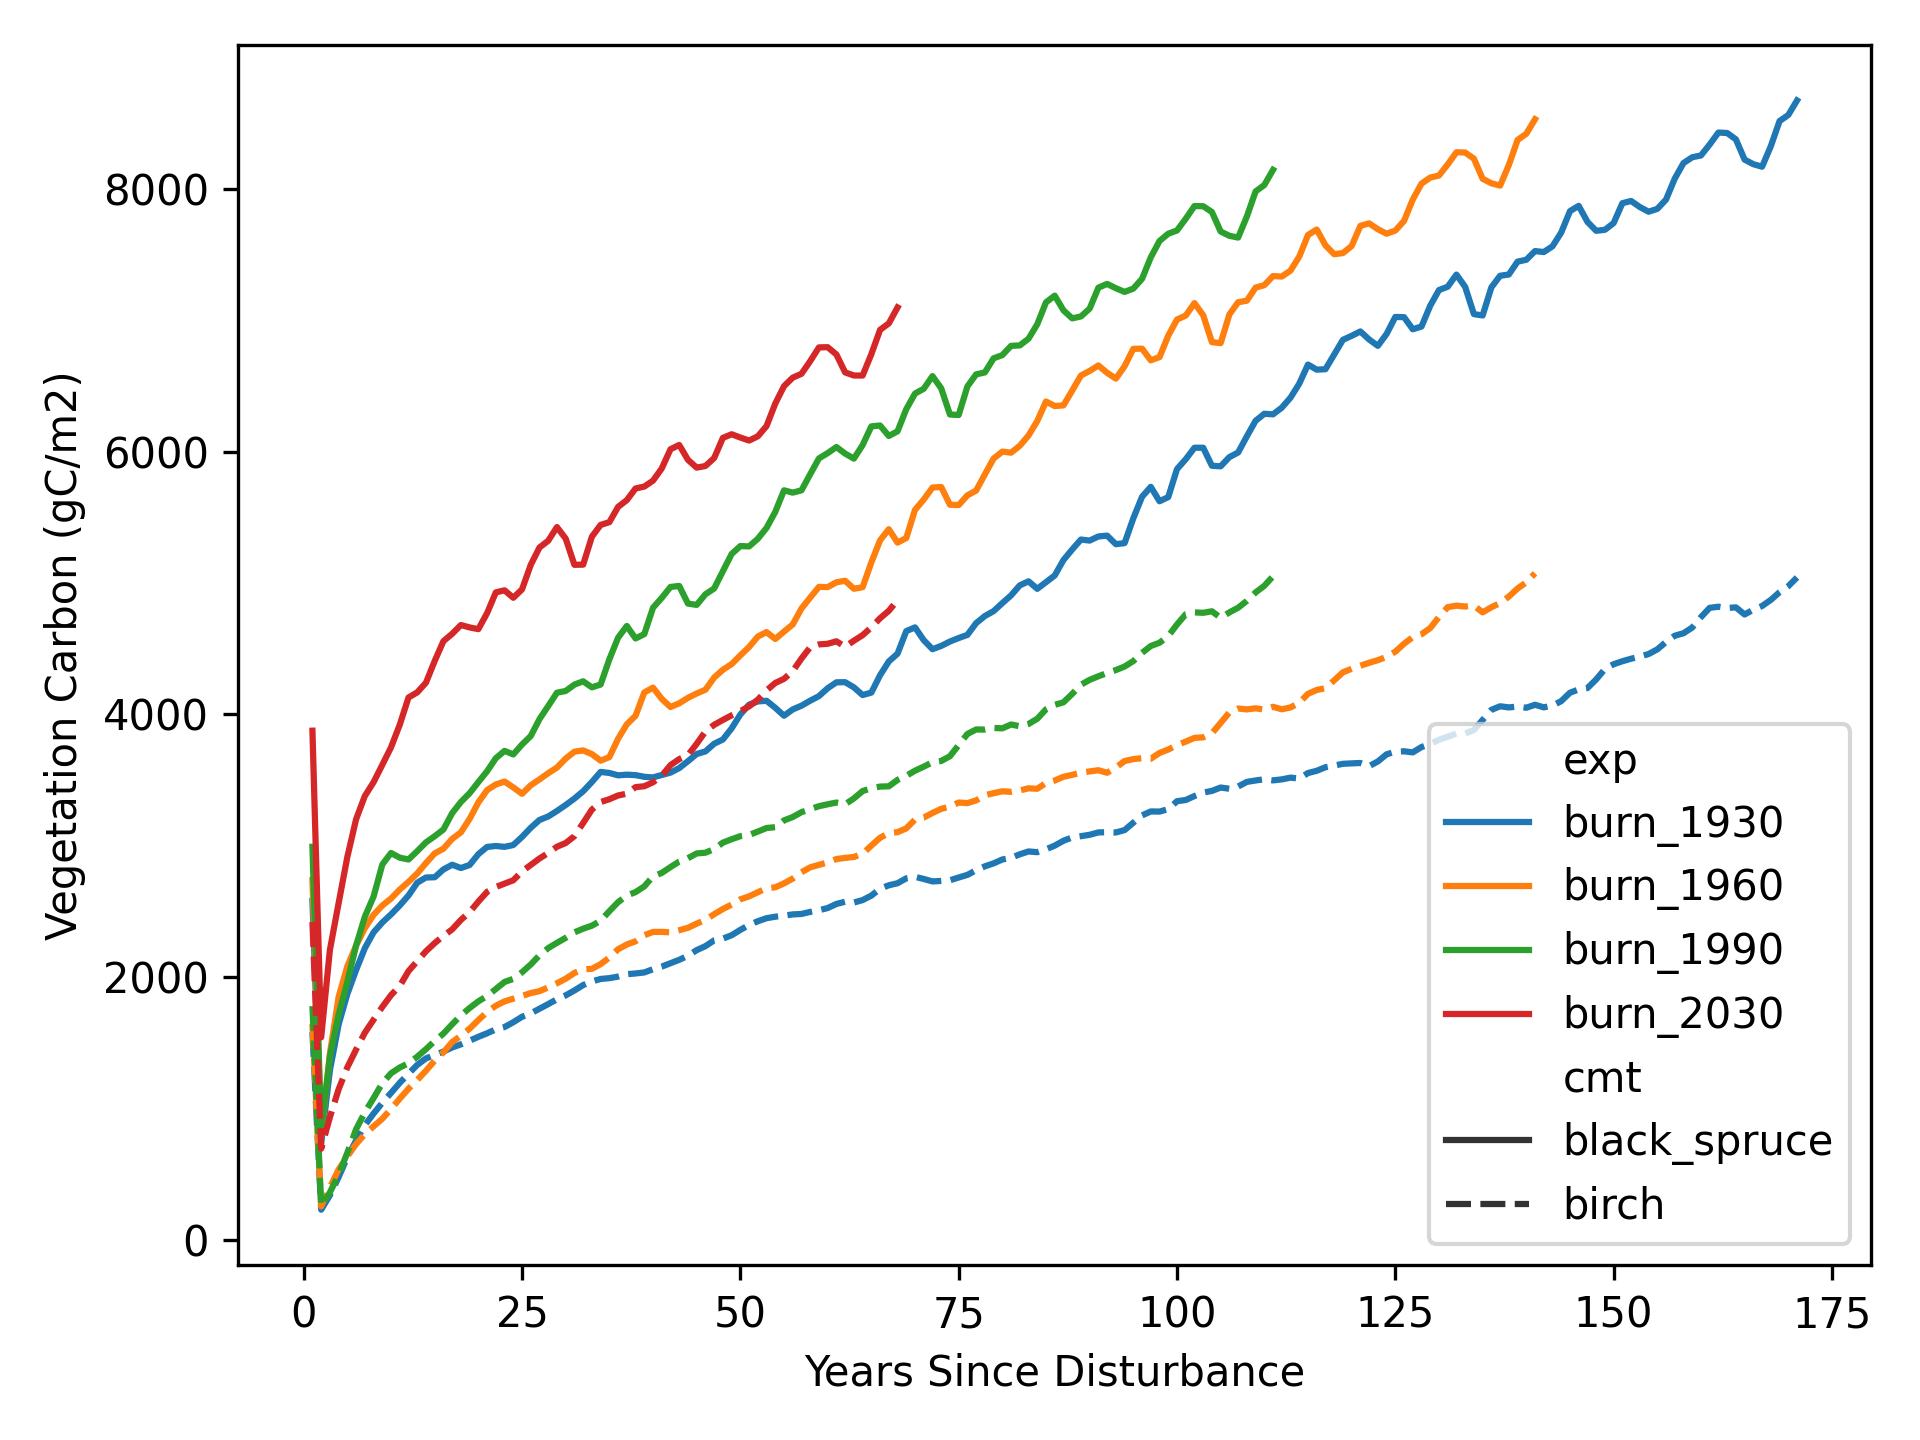 8000
6000
4000
2000
0
Vegetation Carbon (gC/m2)
exp
burn_1930
burn_1960
burn_1990
burn_2030
cmt
black_spruce
birch
0 25 50 75 100 125 150 175
Years Since Disturbance